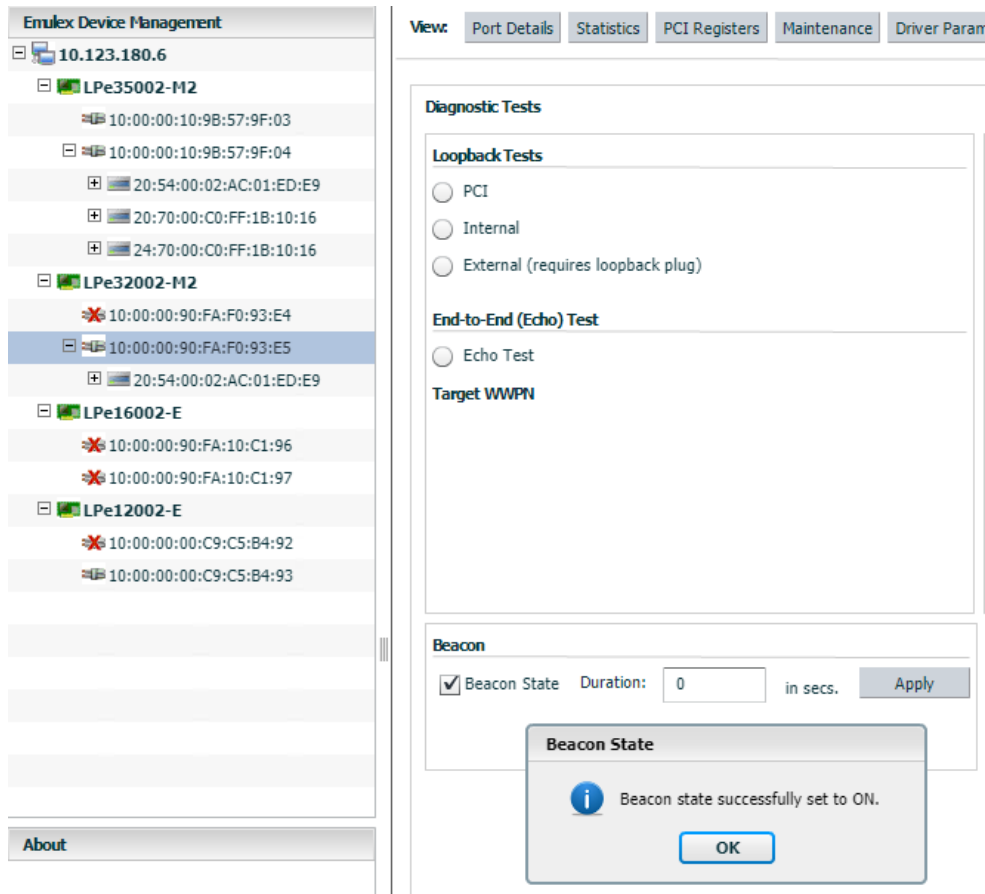 Emulex Device Management
10.123.180.6
LPe35002-M2
10:00:00:10:9B:57:9F:03
10:00:00:10:9B:57:9F:04
20:54:00:02:AC:01:ED:E9
20:70:00:C0:FF:1B:10:16
24:70:00:C0:FF:1B:10:16
LPe32002-M2
10:00:00:90:FA:F0:93:E4
10:00:00:90:FA:F0:93:E5
20:54:00:02:AC:01:ED:E9
LPe16002-E
10:00:00:90:FA:10:C1:96
10:00:00:90:FA:10:C1:97
LPe12002-E
10:00:00:00:C9:C5:B4:92
10:00:00:00:C9:C5:B4:93
About
View: Port Details Statistics PCI Registers Maintenance Driver Param
Diagnostic Tests
Loopback Tests
PCI
Internal
External (requires loopback plug)
End-to-End (Echo) Test
Echo Test
Target WWPN
Beacon
Beacon State Duration: 0 in secs. Apply
Beacon State
Beacon state successfully set to ON.
OK